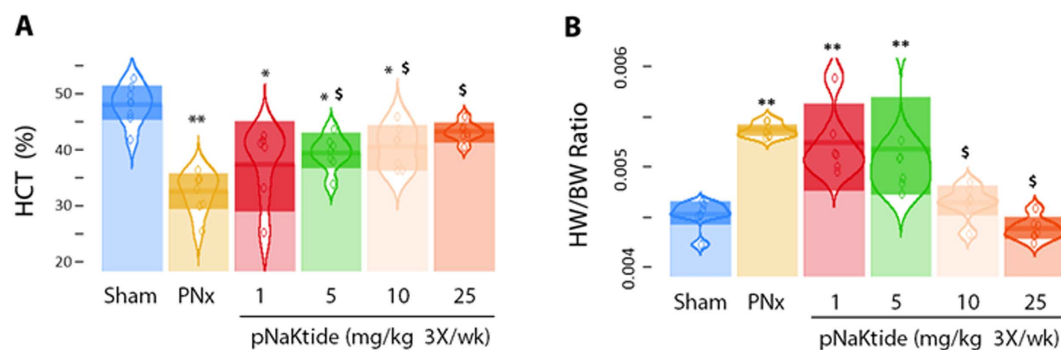 A
HCT (%)
50
40
30
20
**
*
* $
* $
$
Sham PNx 1 5 10 25
pNaKtide (mg/kg 3X/wk)
B
HW/BW Ratio
0.006
0.005
0.004
**
**
**
$
$
Sham PNx 1 5 10 25
pNaKtide (mg/kg 3X/wk)